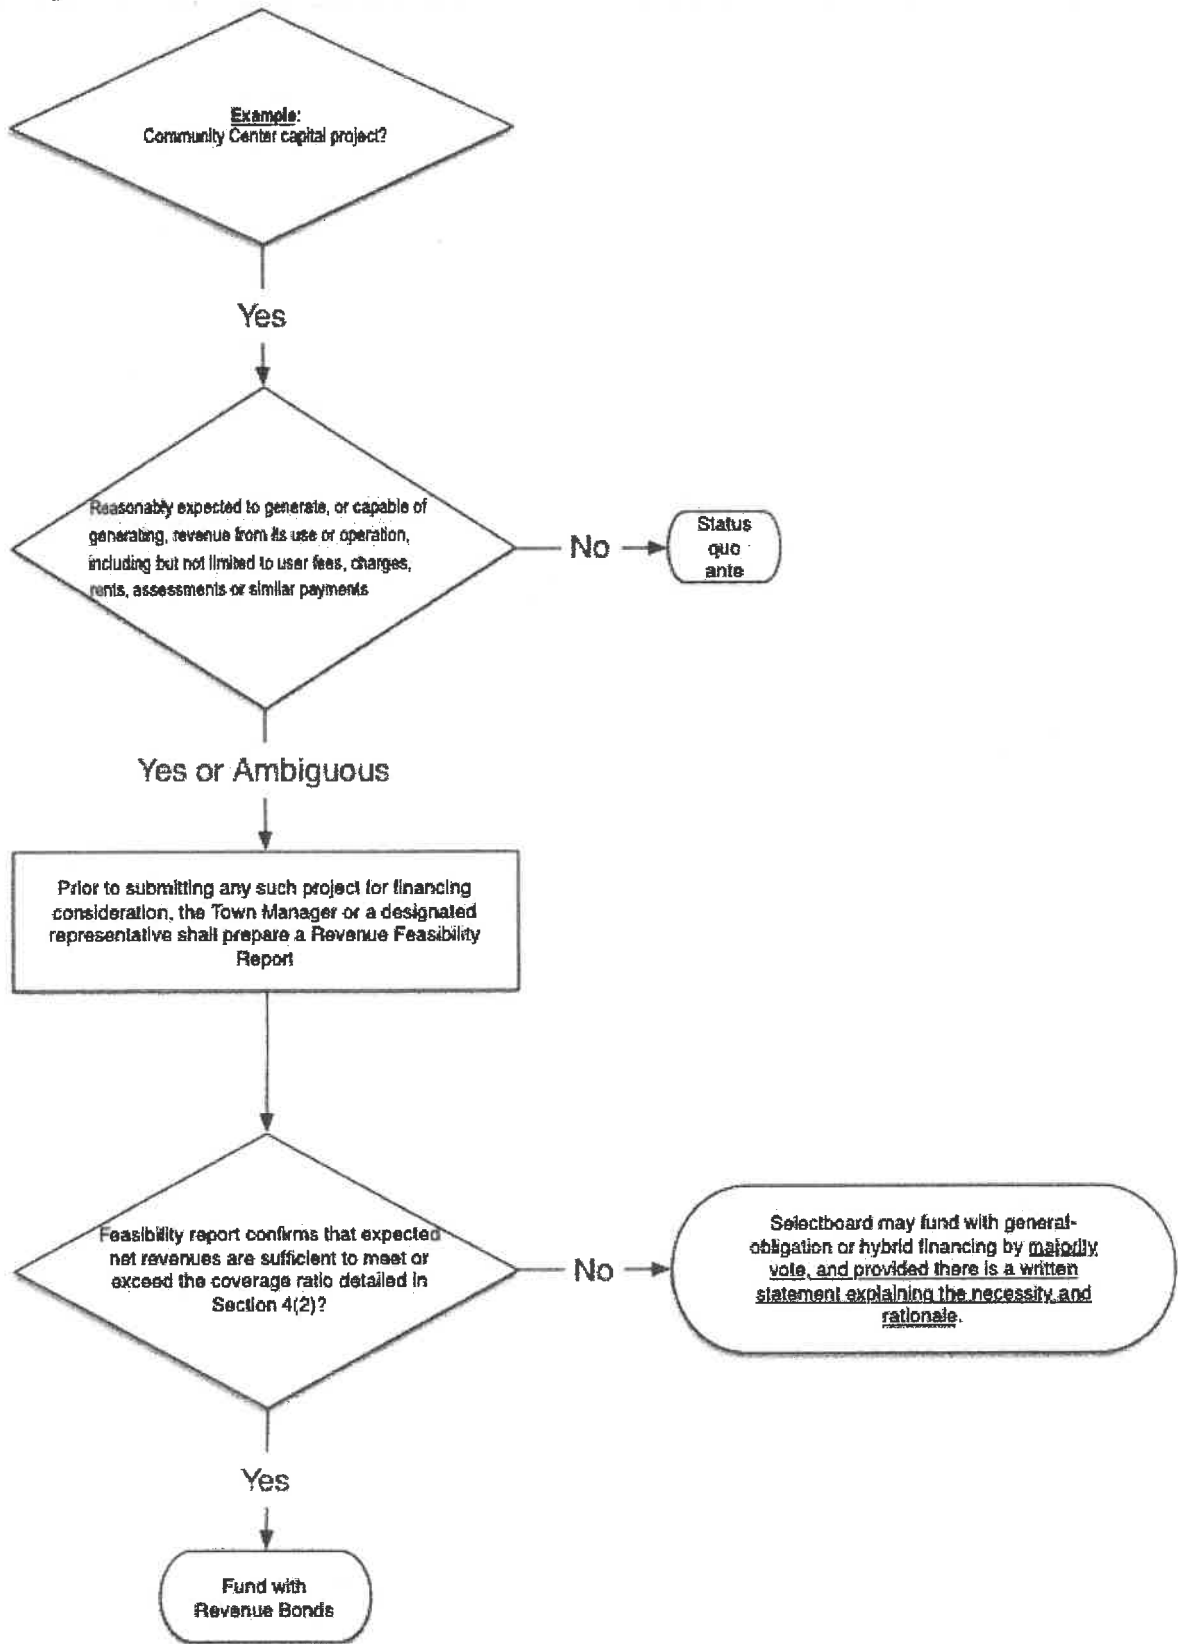 Example:
Community Center capital project?
Yes
Reasonably expected to generate, or capable of
generating, revenue from its use or operation,
including but not limited to user fees, charges,
rents, assessments or similar payments
No
Status
quo
ante
Yes or Ambiguous
Prior to submitting any such project for financing
consideration, the Town Manager or a designated
representative shall prepare a Revenue Feasibility
Report
Feasibility report confirms that expected
net revenues are sufficient to meet or
exceed the coverage ratio detailed in
Section 4(2)?
No
Selectboard may fund with general-
obligation or hybrid financing by majority
vote, and provided there is a written
statement explaining the necessity and
rationale.
Yes
Fund with
Revenue Bonds